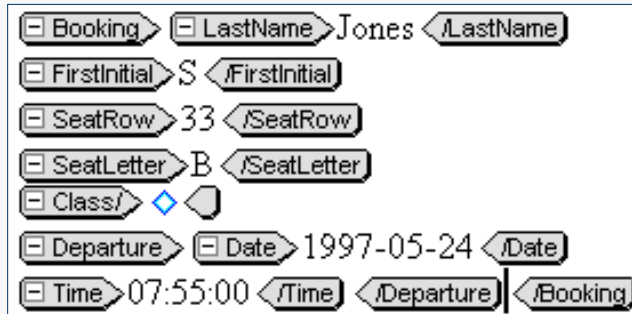 Booking LastName Jones /LastName
FirstInitial S /FirstInitial
SeatRow 33 /SeatRow
SeatLetter B /SeatLetter
Class/
Departure Date 1997-05-24 /Date
Time 07:55:00 /Time /Departure /Booking